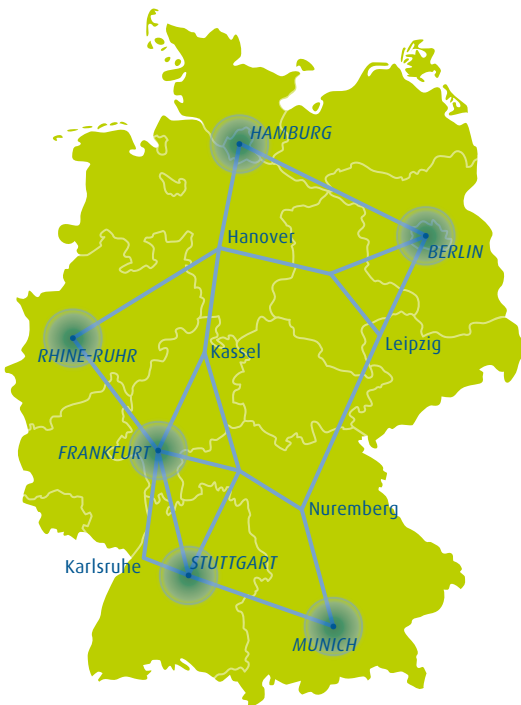 HAMBURG
Hanover
BERLIN
Leipzig
RHINE-RUHR
Kassel
FRANKFURT
Nuremberg
Karlsruhe
STUTTGART
MUNICH